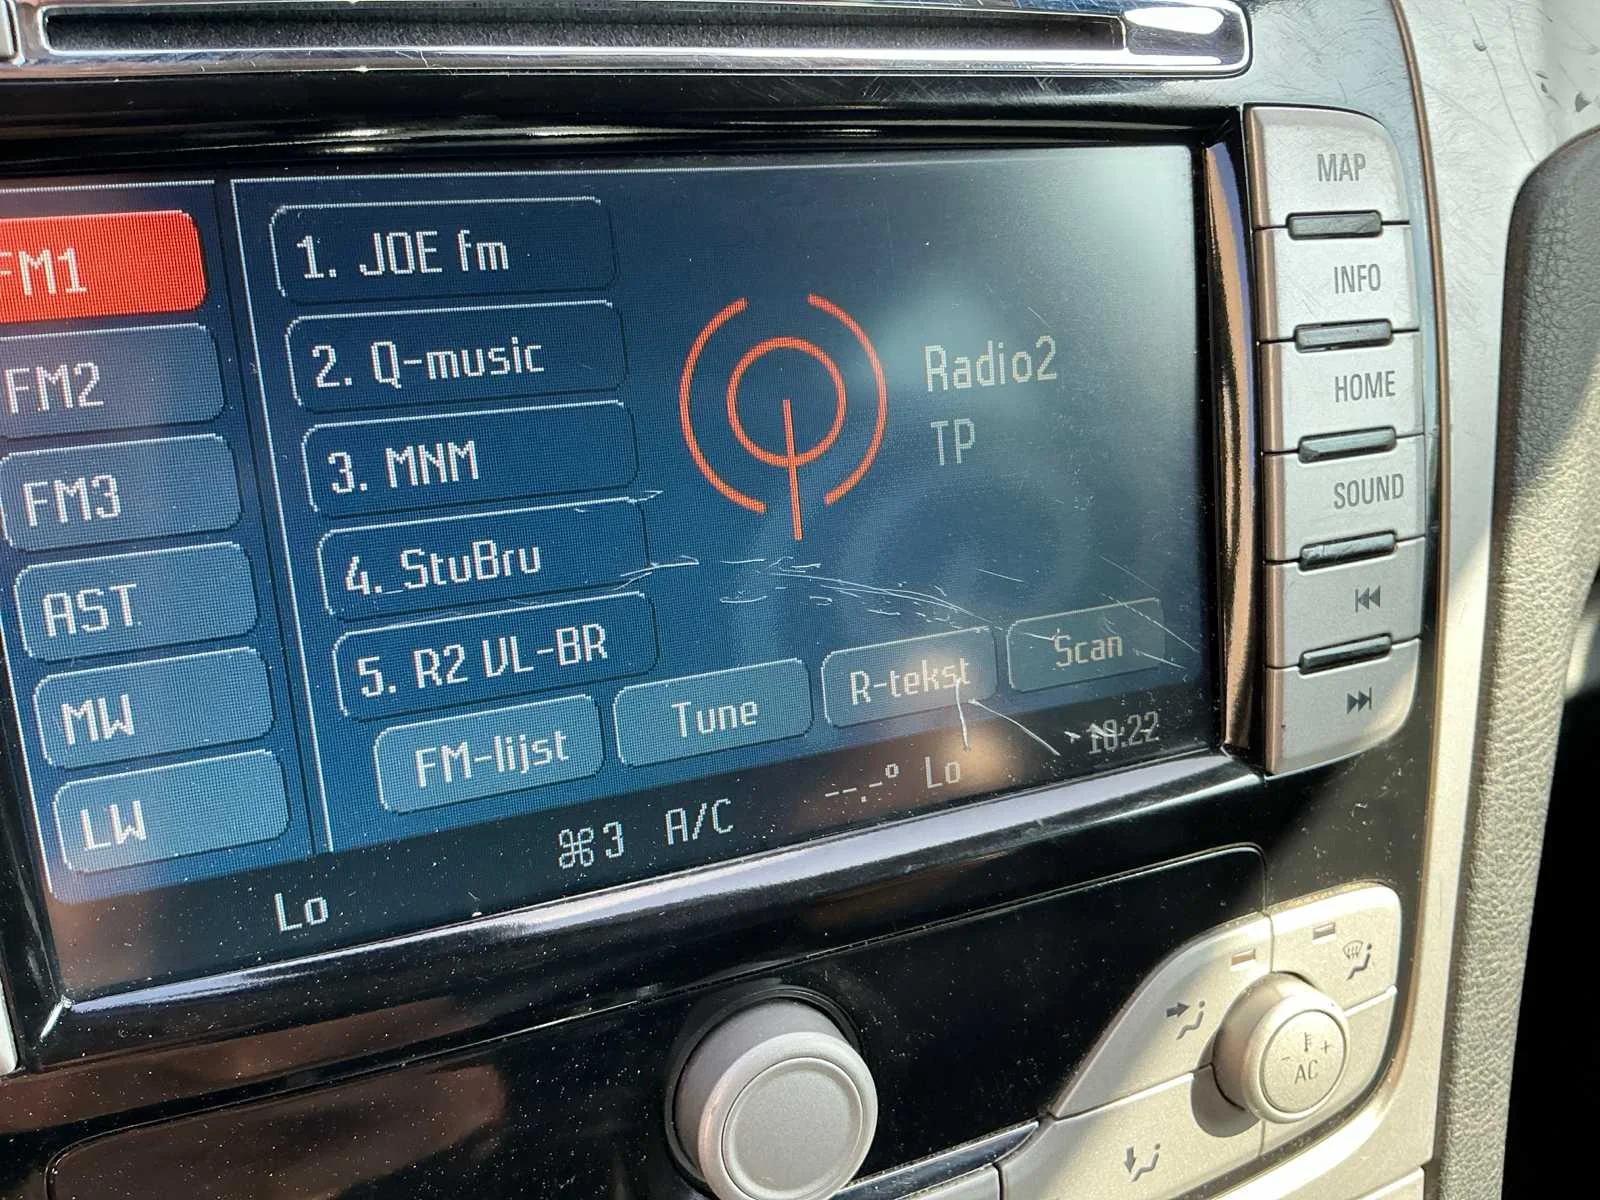 FM1
FM2
FM3
AST
MW
LW
1. JOE fm
2. Q-music
3. MNM
4. StuBru
5. R2 VL-BR
Radio2
TP
FM-lijst
Tune
R-tekst
Scan
Lo
3 A/C
--.-° Lo
18:22
MAP
INFO
HOME
SOUND
- +
AC